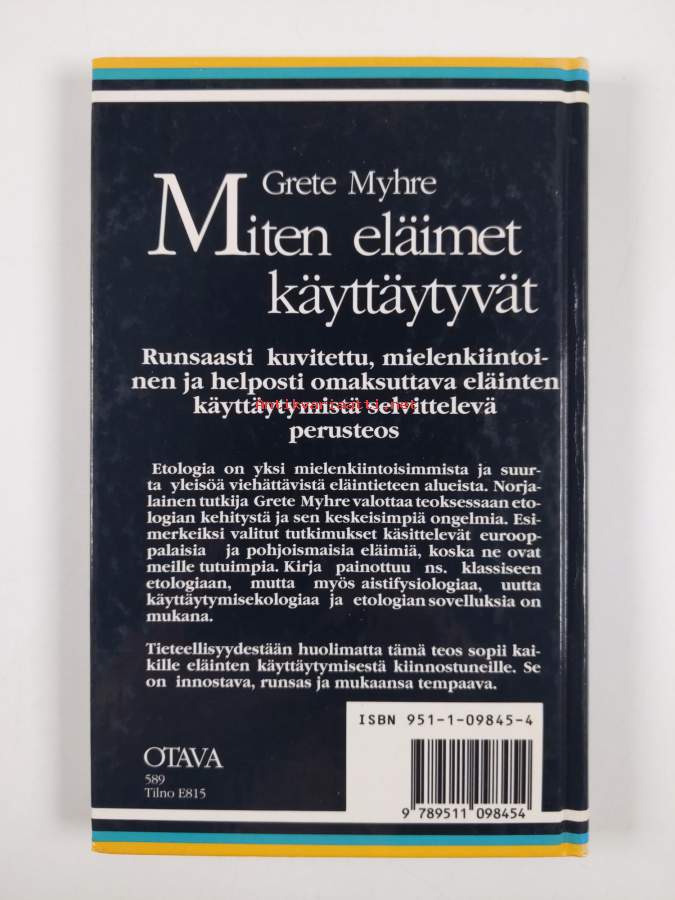 Grete Myhre
Miten eläimet
käyttäytyvät
Runsaasti kuvitettu, mielenkiintoi-
nen ja helposti omaksuttava eläinten
käyttäytymistä selvittelevä
Antikvariaatti.net
perusteos
Etologia on yksi mielenkiintoisimmista ja suur-
ta yleisöä viehättävistä eläintieteen alueista. Norja-
lainen tutkija Grete Myhre valottaa teoksessaan eto-
logian kehitystä ja sen keskeisimpiä ongelmia. Esi-
merkeiksi valitut tutkimukset käsittelevät euroop-
palaisia ja pohjoismaisia eläimiä, koska ne ovat
meille tutuimpia. Kirja painottuu ns. klassiseen
etologiaan, mutta myös aistifysiologiaa, uutta
käyttäytymisekologiaa ja etologian sovelluksia on
mukana.
Tieteellisyydestään huolimatta tämä teos sopii kai-
kille eläinten käyttäytymisestä kiinnostuneille. Se
on innostava, runsas ja mukaansa tempaava.
ISBN 951-1-09845-4
9 789511 098454
OTAVA
589
Tilno E815